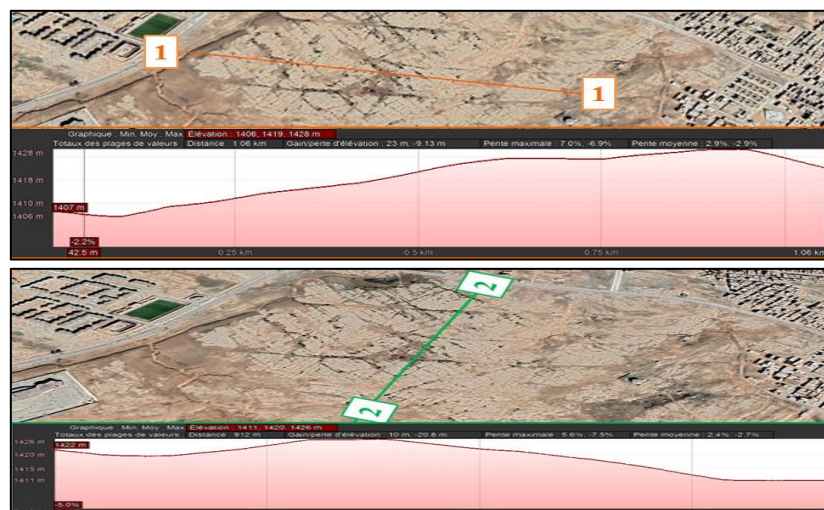 1
1
Graphique : Min. Moy. Max. Élévation : 1406, 1419, 1428 m
Totaux des plages de valeurs : Distance : 1.06 km Gain/perte d'élévation : 23 m, -9.13 m Pente maximale : 7.0%, -6.9% Pente moyenne : 2.9%, -2.9%
1428 m
1418 m
1410 m
1407 m
1406 m
-2.2%
42.5 m 0.25 km 0.5 km 0.75 km 1.06 km
2
2
Graphique : Min. Moy. Max. Élévation : 1411, 1420, 1426 m
Totaux des plages de valeurs : Distance : 912 m Gain/perte d'élévation : 10 m, -20.8 m Pente maximale : 5.6%, -7.5% Pente moyenne : 2.4%, -2.7%
1426 m
1422 m
1420 m
1415 m
1411 m
-5.0%